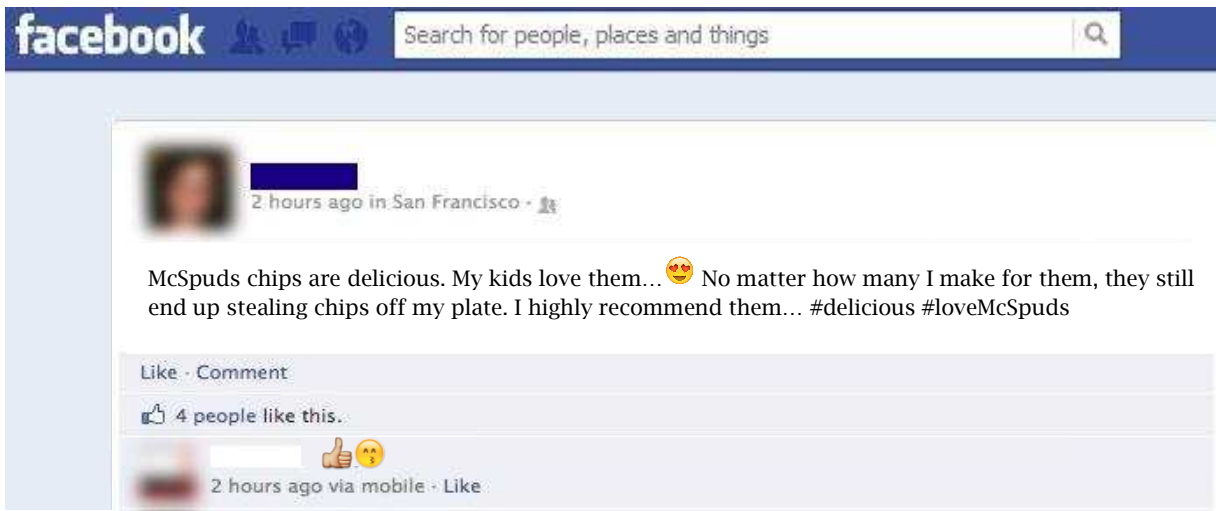 facebook Search for people, places and things
2 hours ago in San Francisco ·
McSpuds chips are delicious. My kids love them...😍 No matter how many I make for them, they still
end up stealing chips off my plate. I highly recommend them... #delicious #loveMcSpuds
Like · Comment
4 people like this.
👍😙
2 hours ago via mobile · Like